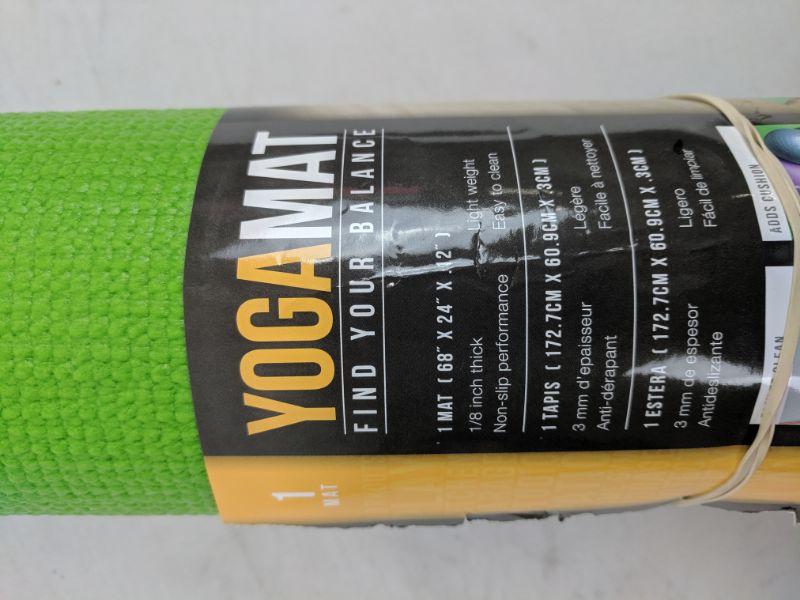 YOGAMAT
FIND YOUR BALANCE
1 MAT ( 68" X 24" X .12" )
1/8 inch thick
Light weight
Non-slip performance
Easy to clean
1 TAPIS ( 172.7CM X 60.9CM X .3CM )
3 mm d'epaisseur
Légère
Anti-dérapant
Facile à nettoyer
1 ESTERA ( 172.7CM X 60.9CM X .3CM )
3 mm de espesor
Ligero
Antideslizante
Fácil de limpiar
ADDS CUSHION
CLEAN
1
MAT